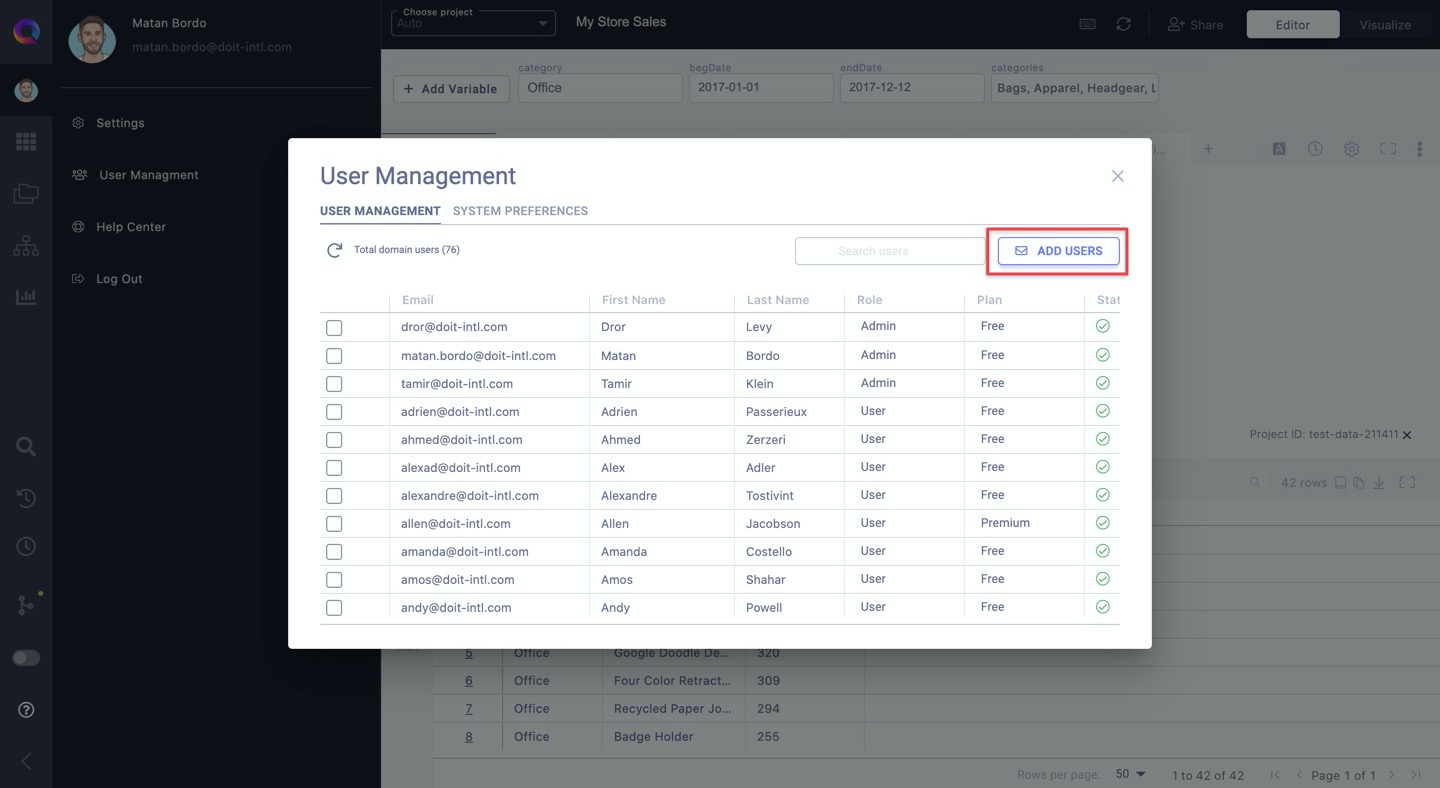 Matan Bordo
matan.bordo@doit-intl.com
Settings
User Managment
Help Center
Log Out
Choose project
Auto
My Store Sales
Share
Editor
Visualize
+ Add Variable
category
Office
begDate
2017-01-01
endDate
2017-12-12
categories
Bags, Apparel, Headgear, L
User Management
USER MANAGEMENT SYSTEM PREFERENCES
Total domain users (76)
Search users
ADD USERS
Email First Name Last Name Role Plan Stat
dror@doit-intl.com Dror Levy Admin Free
matan.bordo@doit-intl.com Matan Bordo Admin Free
tamir@doit-intl.com Tamir Klein Admin Free
adrien@doit-intl.com Adrien Passerieux User Free
ahmed@doit-intl.com Ahmed Zerzeri User Free
alexad@doit-intl.com Alex Adler User Free
alexandre@doit-intl.com Alexandre Tostivint User Free
allen@doit-intl.com Allen Jacobson User Premium
amanda@doit-intl.com Amanda Costello User Free
amos@doit-intl.com Amos Shahar User Free
andy@doit-intl.com Andy Powell User Free
Project ID: test-data-211411
42 rows
5 Office Google Doodle De... 320
6 Office Four Color Retract... 309
7 Office Recycled Paper Jo... 294
8 Office Badge Holder 255
Rows per page: 50 1 to 42 of 42 Page 1 of 1